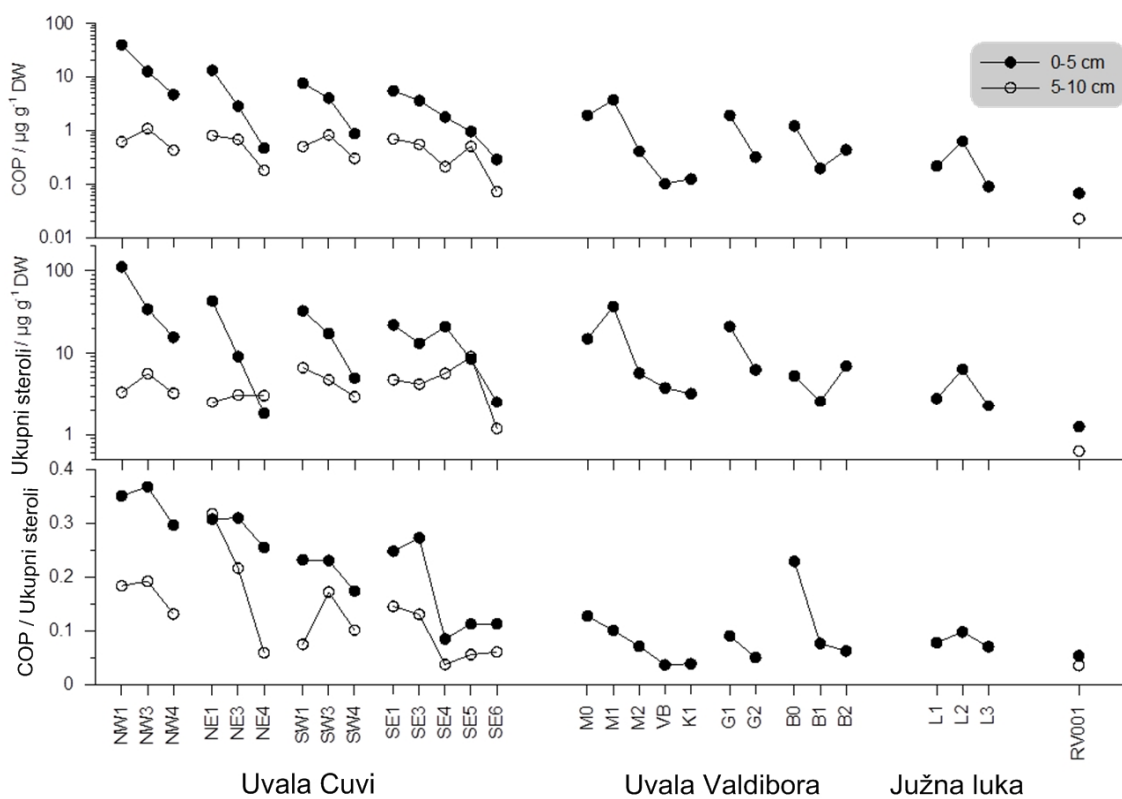 100
10
1
0.1
0.01
COP / µg g⁻¹ DW
0-5 cm
5-10 cm
100
10
1
Ukupni steroli / µg g⁻¹ DW
0.4
0.3
0.2
0.1
0
COP / Ukupni steroli
NW1 NW3 NW4 NE1 NE3 NE4 SW1 SW3 SW4 SE1 SE3 SE4 SE5 SE6 M0 M1 M2 VB K1 G1 G2 B0 B1 B2 L1 L2 L3 RV001
Uvala Cuvi Uvala Valdibora Južna luka